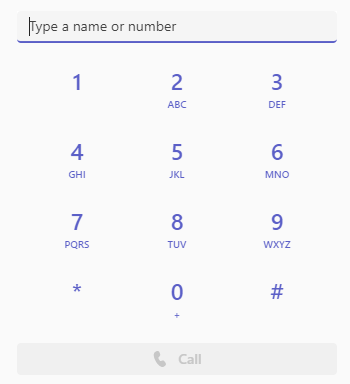 Type a name or number
1 2 3
ABC DEF
4 5 6
GHI JKL MNO
7 8 9
PQRS TUV WXYZ
* 0 #
+
Call